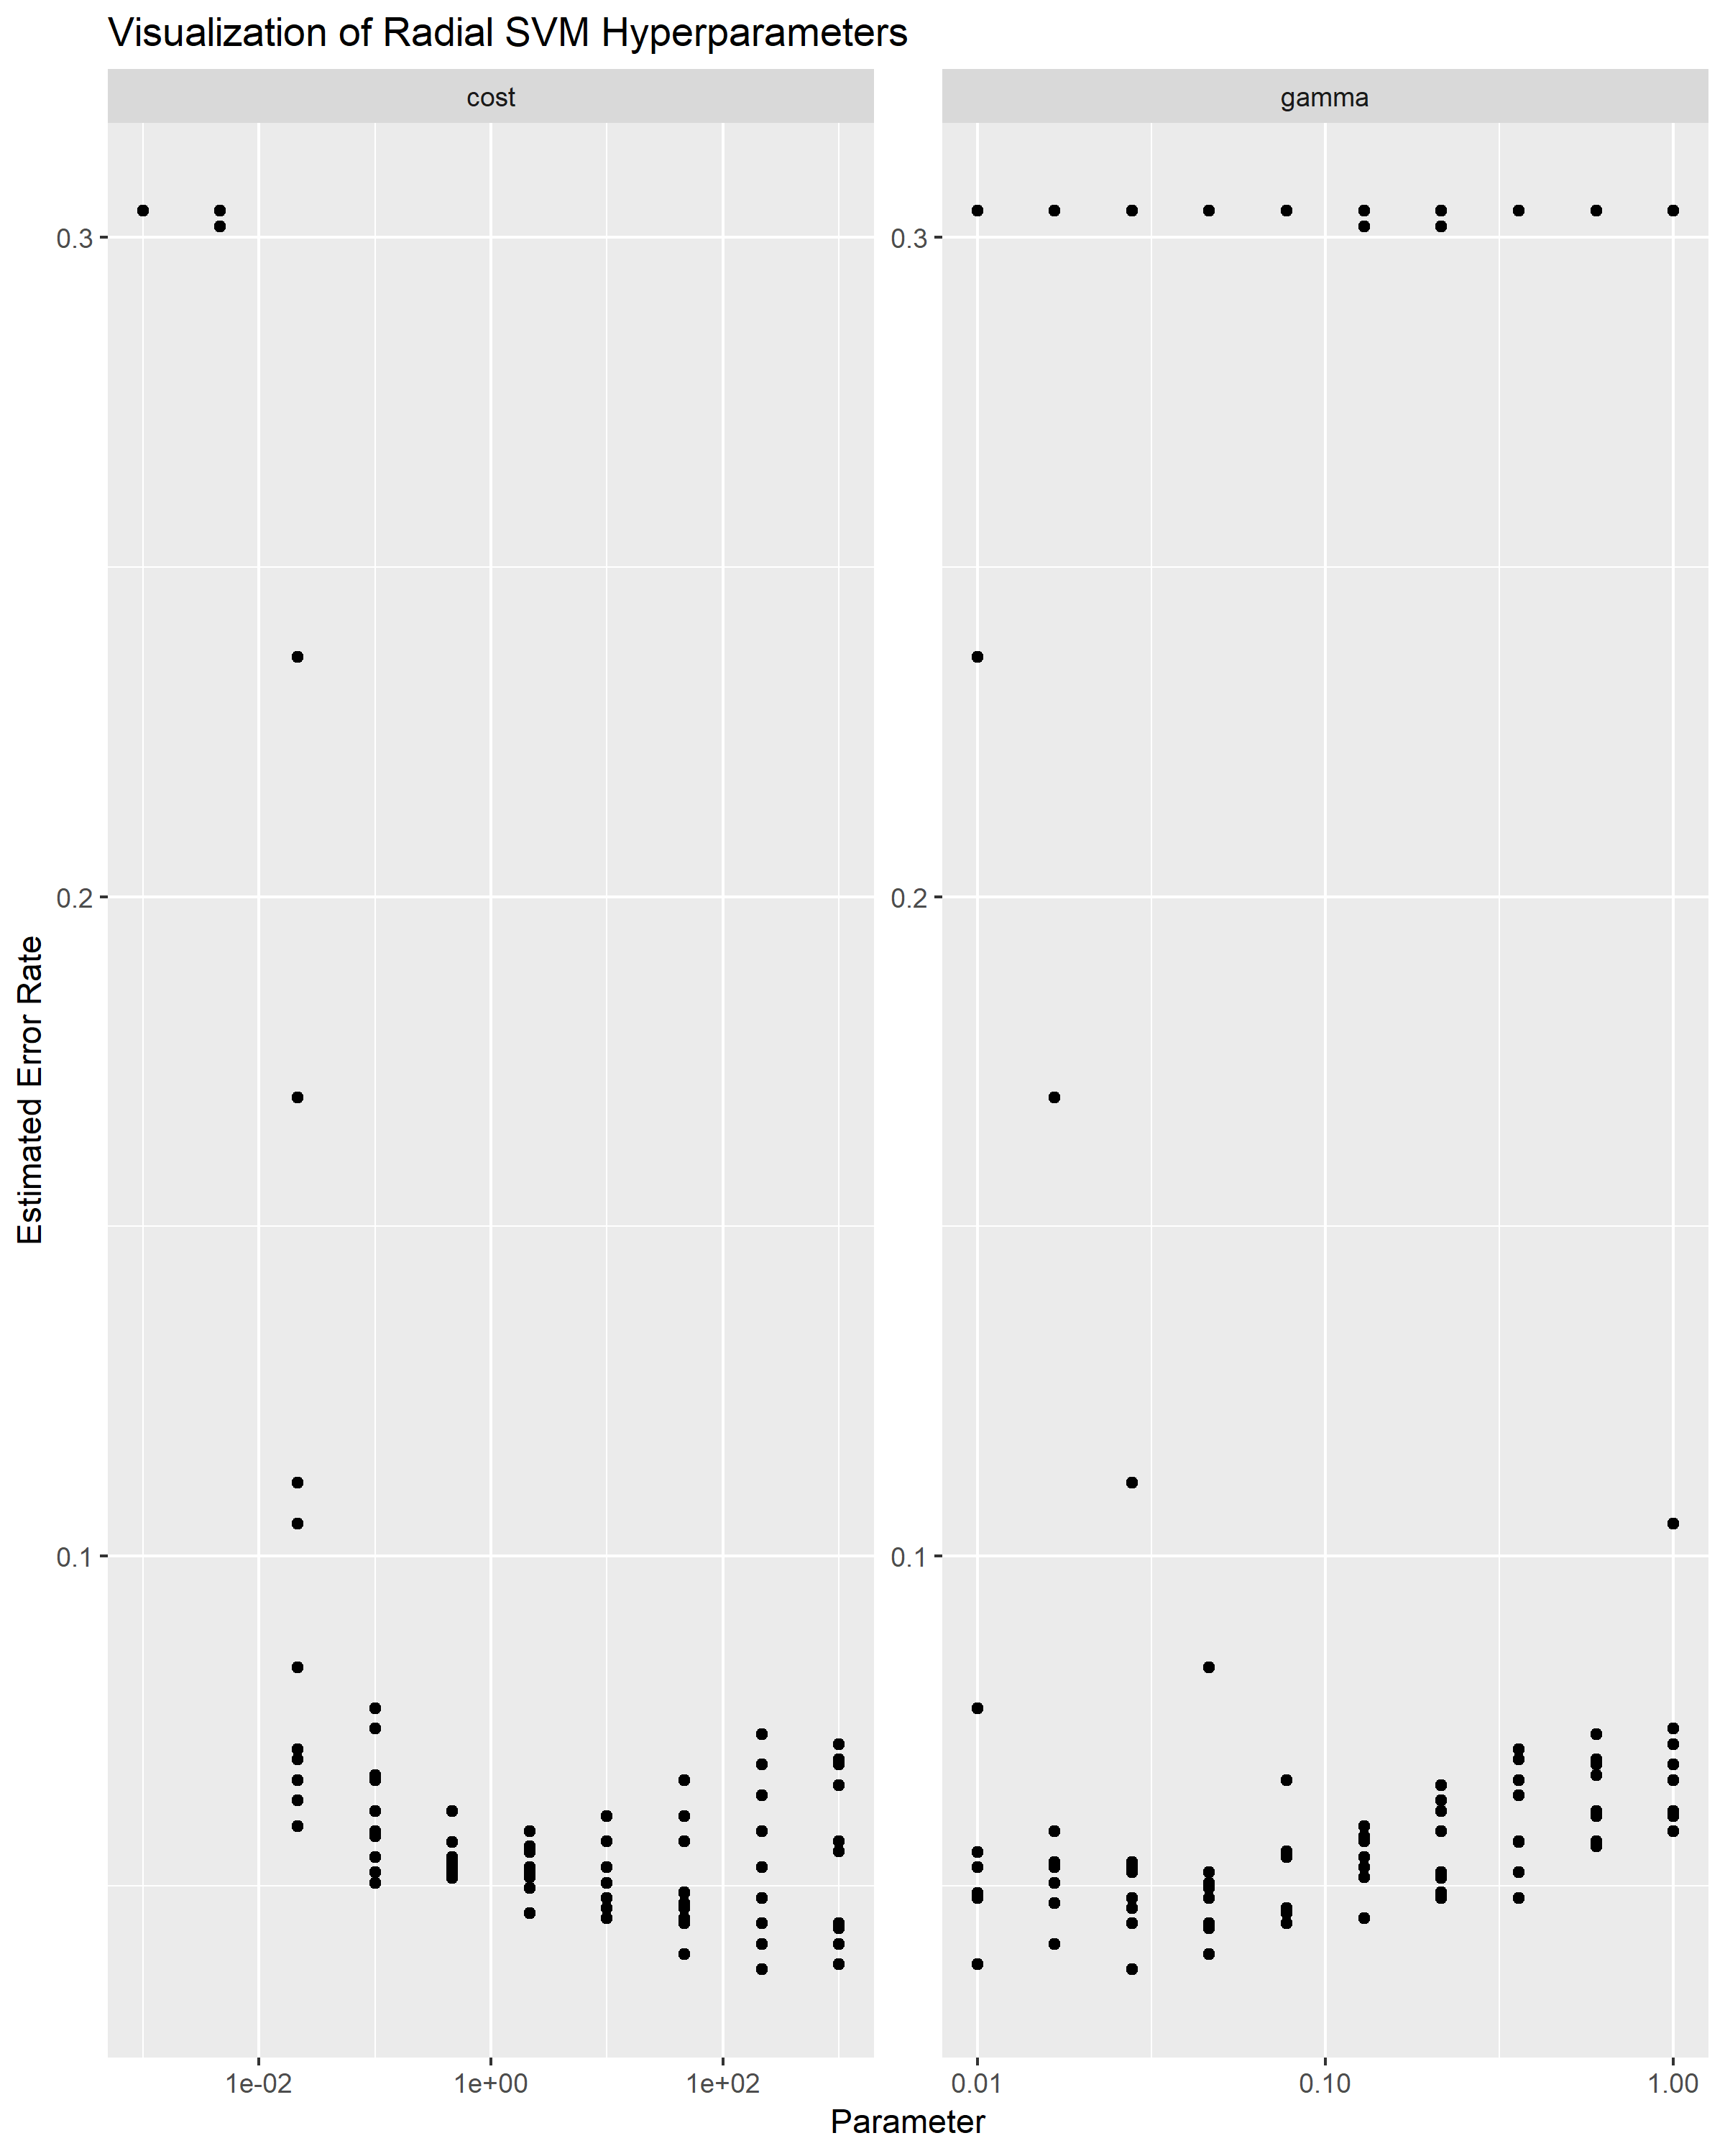 Visualization of Radial SVM Hyperparameters
cost
gamma
Estimated Error Rate
0.3
0.2
0.1
0.3
0.2
0.1
1e-02
1e+00
1e+02
0.01
0.10
1.00
Parameter